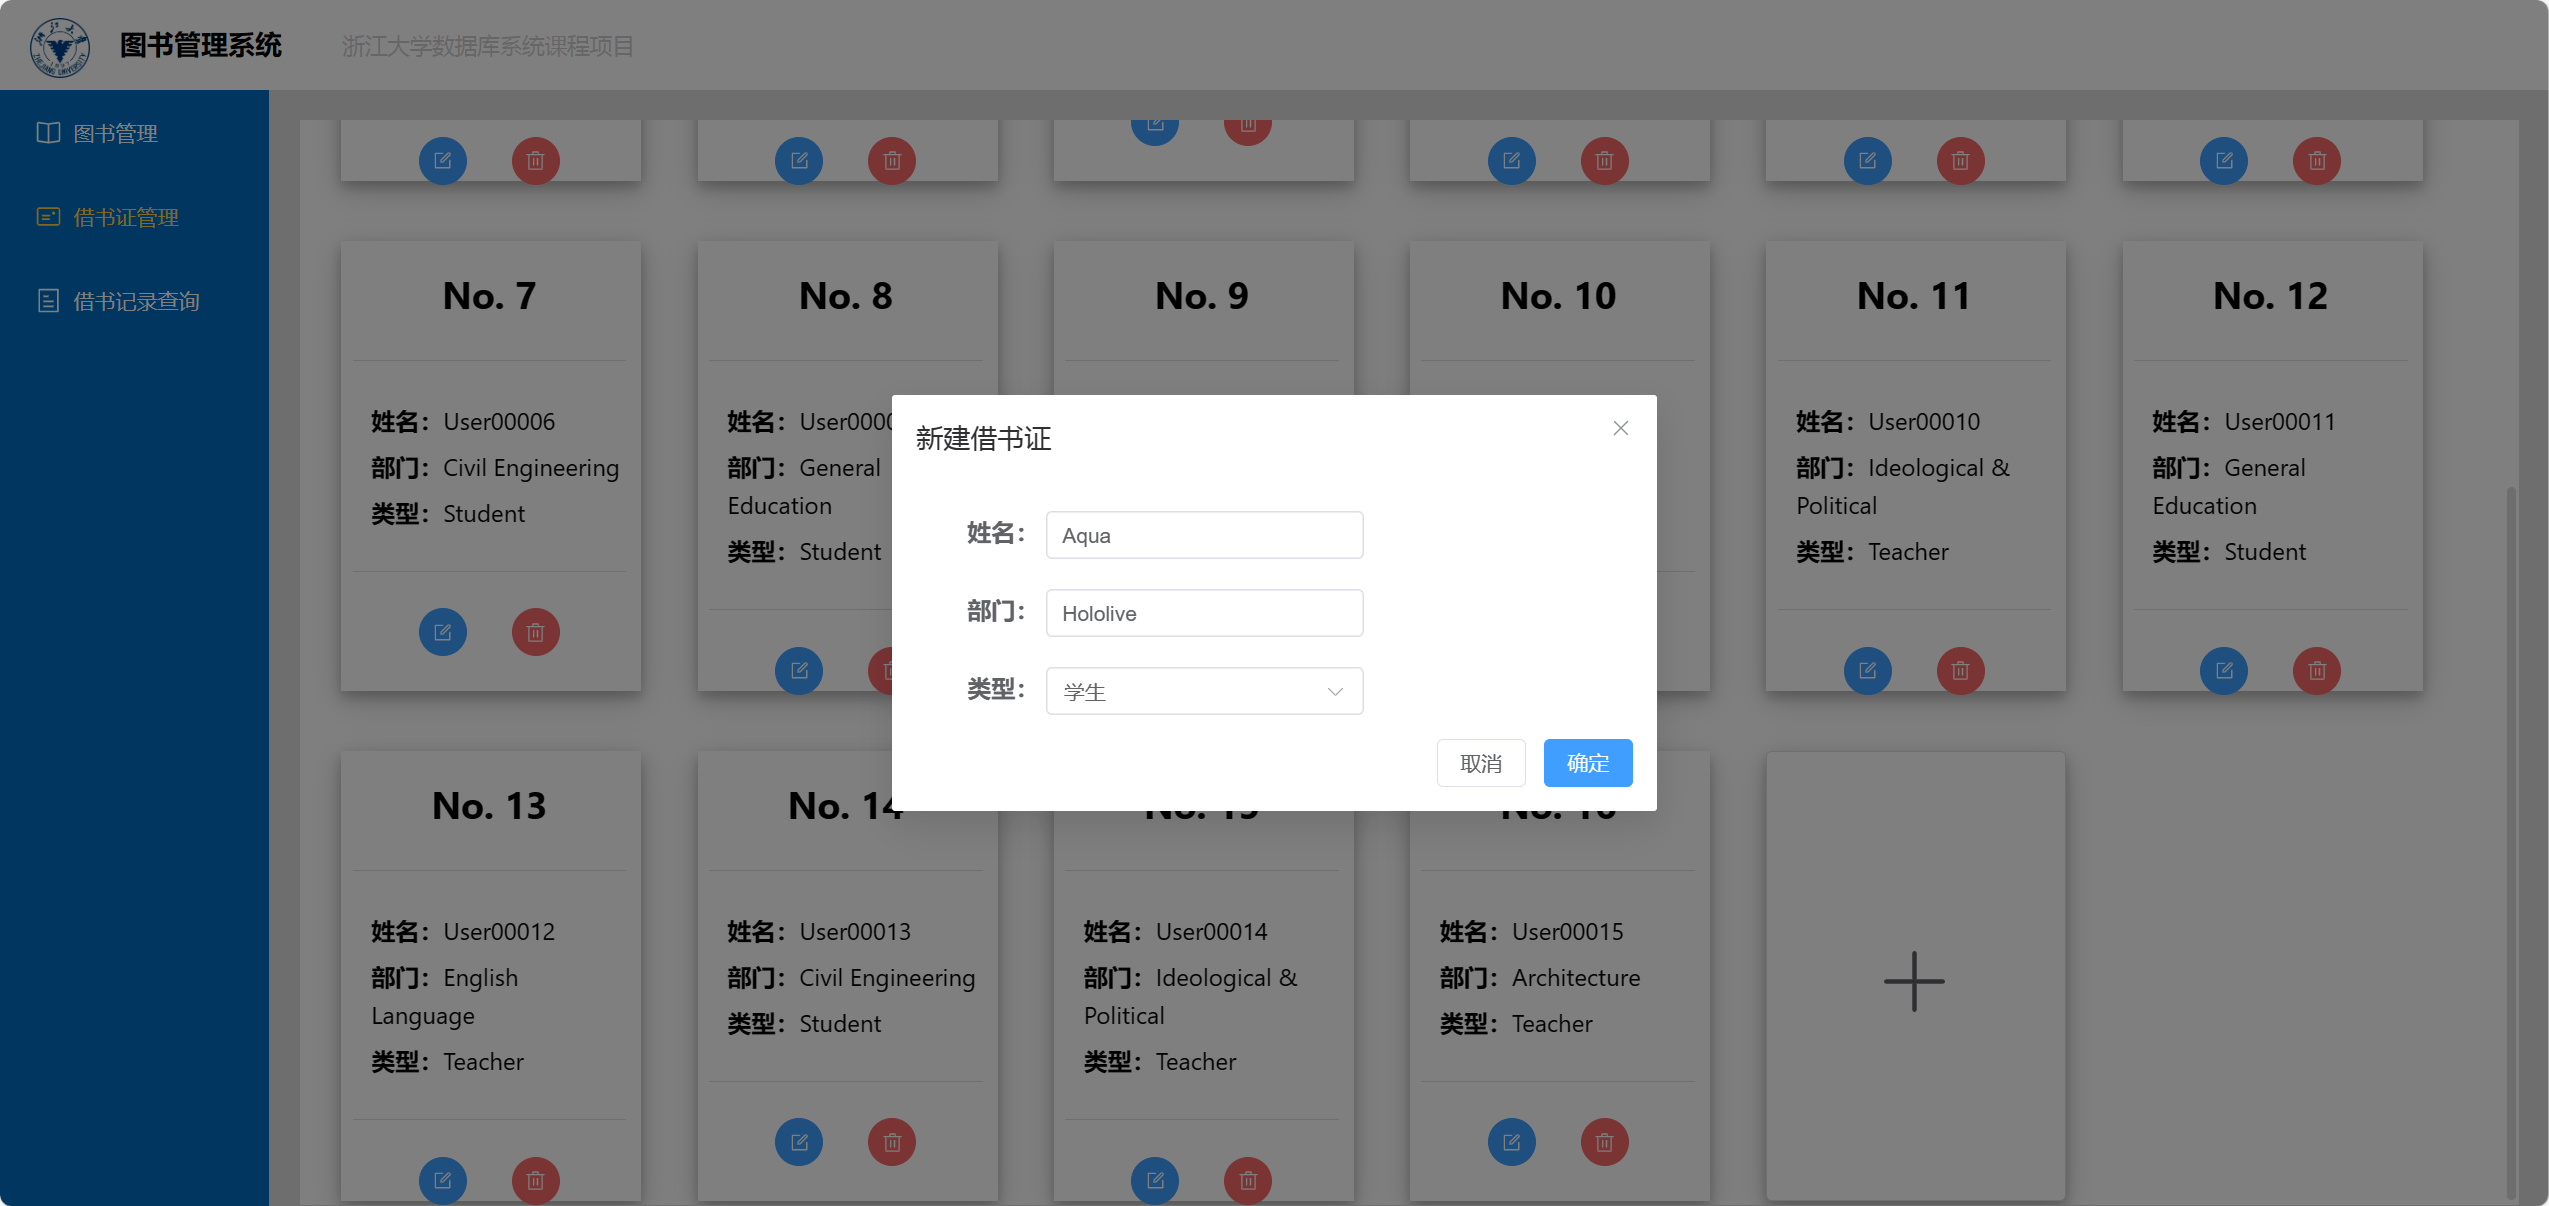 图书管理系统
浙江大学数据库系统课程项目
图书管理
借书证管理
借书记录查询
No. 7
姓名：User00006
部门：Civil Engineering
类型：Student
No. 8
姓名：User0000
部门：General
Education
类型：Student
No. 9
No. 10
No. 11
姓名：User00010
部门：Ideological &
Political
类型：Teacher
No. 12
姓名：User00011
部门：General
Education
类型：Student
新建借书证
姓名：Aqua
部门：Hololive
类型：学生
取消
确定
No. 13
姓名：User00012
部门：English
Language
类型：Teacher
No. 14
姓名：User00013
部门：Civil Engineering
类型：Student
No. 15
姓名：User00014
部门：Ideological &
Political
类型：Teacher
No. 16
姓名：User00015
部门：Architecture
类型：Teacher